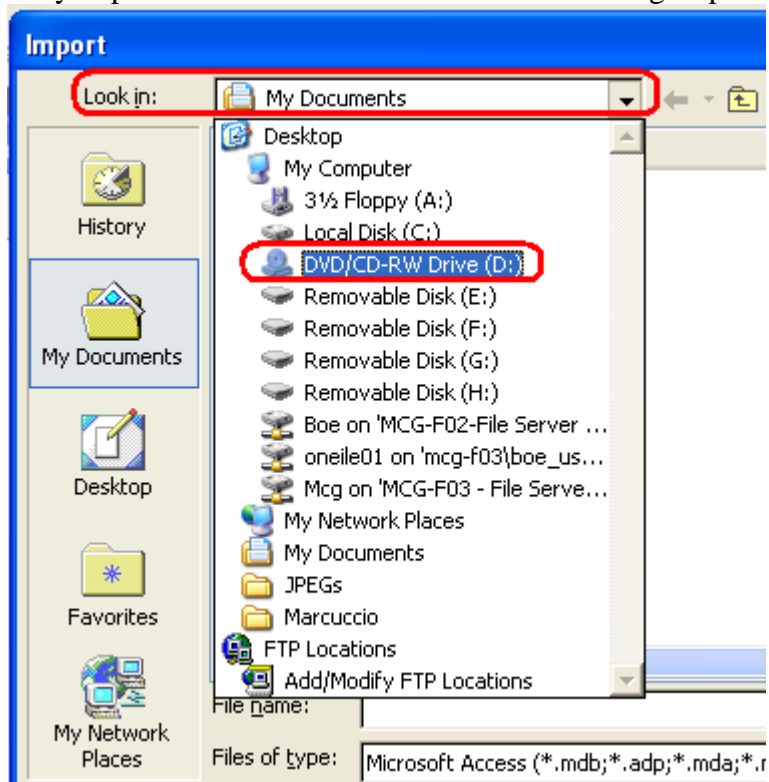 Import
Look in:
My Documents
Desktop
My Computer
3½ Floppy (A:)
Local Disk (C:)
DVD/CD-RW Drive (D:)
Removable Disk (E:)
Removable Disk (F:)
Removable Disk (G:)
Removable Disk (H:)
Boe on 'MCG-F02-File Server ...
oneile01 on 'mcg-f03\boe_us...
Mcg on 'MCG-F03 - File Serve...
My Network Places
My Documents
JPEGs
Marcuccio
FTP Locations
Add/Modify FTP Locations
History
My Documents
Desktop
Favorites
My Network
Places
File name:
Files of type:
Microsoft Access (*.mdb;*.adp;*.mda;*.